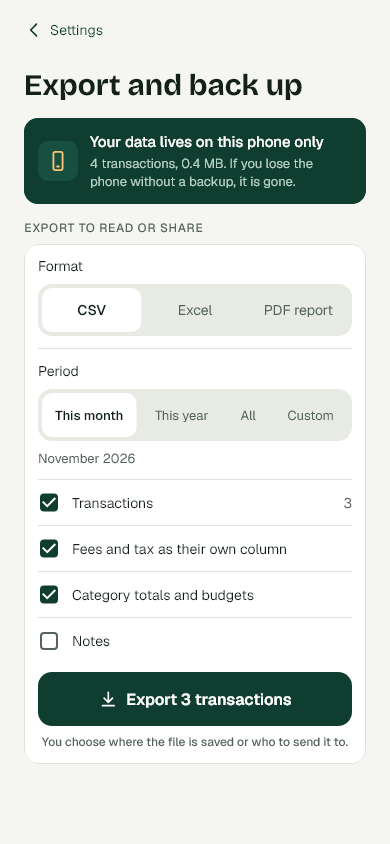 Settings
Export and back up
Your data lives on this phone only
4 transactions, 0.4 MB. If you lose the
phone without a backup, it is gone.
EXPORT TO READ OR SHARE
Format
CSV Excel PDF report
Period
This month This year All Custom
November 2026
Transactions 3
Fees and tax as their own column
Category totals and budgets
Notes
Export 3 transactions
You choose where the file is saved or who to send it to.